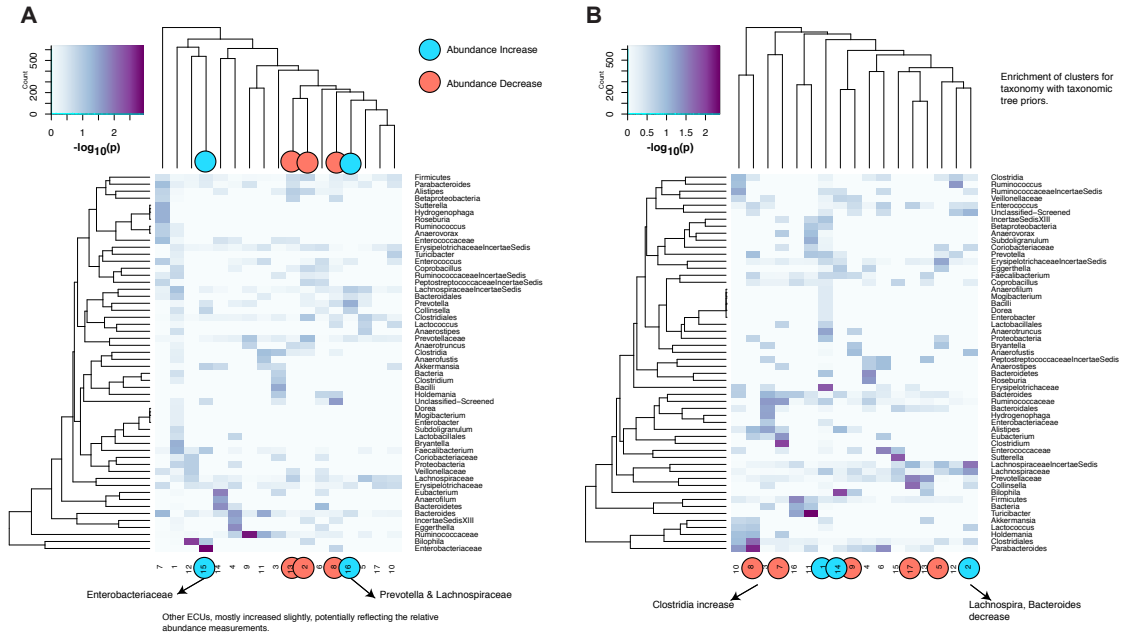 A
Count
0 200 500
0 1 2
-log10(p)
Abundance Increase
Abundance Decrease
Firmicutes
Parabacteroides
Alistipes
Betaproteobacteria
Sutterella
Hydrogenophaga
Roseburia
Ruminococcus
Anaerovorax
Enterococcaceae
ErysipelotrichaceaeIncertaeSedis
Turicibacter
Enterococcus
Coprobacillus
RuminococcaceaeIncertaeSedis
PeptostreptococcaceaeIncertaeSedis
LachnospiraceaeIncertaeSedis
Bacteroidales
Prevotella
Collinsella
Clostridiales
Lactococcus
Anaerostipes
Prevotellaceae
Anaerotruncus
Clostridia
Anaerofustis
Akkermansia
Bacteria
Clostridium
Bacilli
Holdemania
Unclassified−Screened
Dorea
Mogibacterium
Enterobacter
Subdoligranulum
Lactobacillales
Bryantella
Faecalibacterium
Coriobacteriaceae
Proteobacteria
Veillonellaceae
Lachnospiraceae
Erysipelotrichaceae
Eubacterium
Anaerofilum
Bacteroidetes
Bacteroides
IncertaeSedisXIII
Eggerthella
Ruminococcaceae
Bilophila
Enterobacteriaceae
7 1 12 15 14 4 9 11 3 13 2 6 8 16 5 17 10
Enterobacteriaceae
Prevotella & Lachnospiraceae
Other ECUs, mostly increased slightly, potentially reflecting the relative
abundance measurements.
B
Count
0 200 500
0 0.5 1 1.5 2
-log10(p)
Enrichment of clusters for
taxonomy with taxonomic
tree priors.
Clostridia
Ruminococcus
RuminococcaceaeIncertaeSedis
Veillonellaceae
Enterococcus
Unclassified−Screened
IncertaeSedisXIII
Betaproteobacteria
Anaerovorax
Subdoligranulum
Coriobacteriaceae
Prevotella
ErysipelotrichaceaeIncertaeSedis
Eggerthella
Faecalibacterium
Coprobacillus
Anaerofilum
Mogibacterium
Bacilli
Dorea
Enterobacter
Lactobacillales
Anaerotruncus
Proteobacteria
Bryantella
Anaerofustis
PeptostreptococcaceaeIncertaeSedis
Anaerostipes
Bacteroidetes
Roseburia
Erysipelotrichaceae
Bacteroides
Ruminococcaceae
Bacteroidales
Hydrogenophaga
Enterobacteriaceae
Alistipes
Eubacterium
Clostridium
Enterococcaceae
Sutterella
LachnospiraceaeIncertaeSedis
Lachnospiraceae
Prevotellaceae
Collinsella
Bilophila
Firmicutes
Bacteria
Turicibacter
Akkermansia
Lactococcus
Holdemania
Clostridiales
Parabacteroides
10 8 3 7 16 11 1 14 9 4 6 15 17 13 5 12 2
Clostridia increase
Lachnospira, Bacteroides
decrease